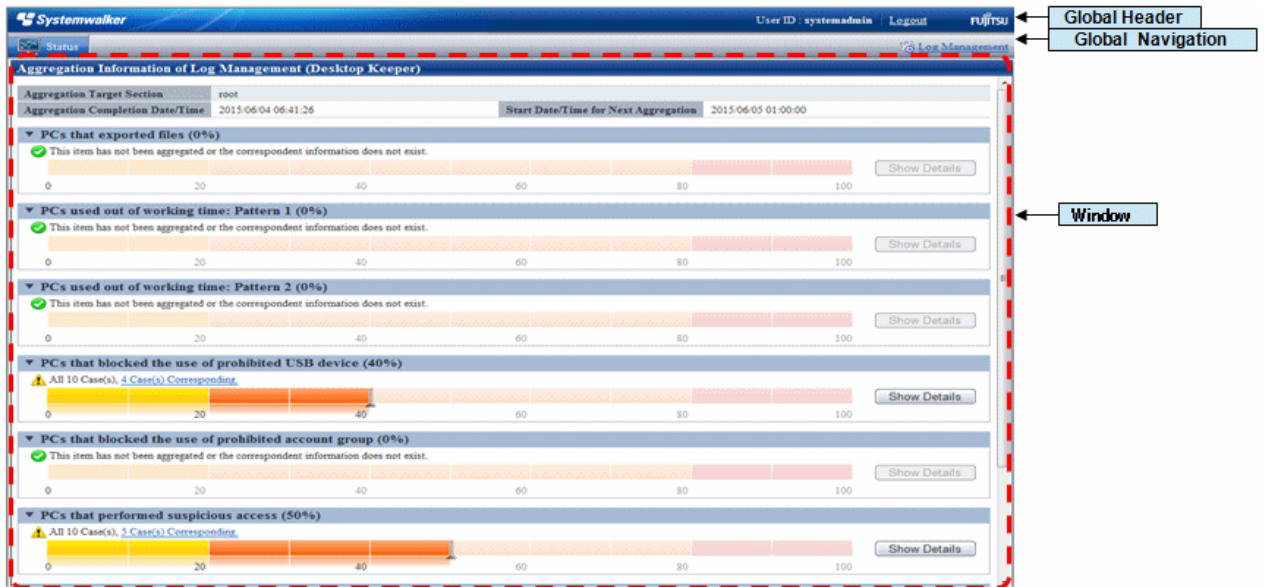 Systemwalker User ID : systemadmin Logout FUJITSU Global Header
Status Log Management Global Navigation
Aggregation Information of Log Management (Desktop Keeper)
Aggregation Target Section root
Aggregation Completion Date/Time 2015/06/04 06:41:26 Start Date/Time for Next Aggregation 2015/06/05 01:00:00
PCs that exported files (0%)
This item has not been aggregated or the correspondent information does not exist.
Show Details
0 20 40 60 80 100
PCs used out of working time: Pattern 1 (0%)
Window
This item has not been aggregated or the correspondent information does not exist.
Show Details
0 20 40 60 80 100
PCs used out of working time: Pattern 2 (0%)
This item has not been aggregated or the correspondent information does not exist.
Show Details
0 20 40 60 80 100
PCs that blocked the use of prohibited USB device (40%)
All 10 Case(s), 4 Case(s) Corresponding.
Show Details
0 20 40 60 80 100
PCs that blocked the use of prohibited account group (0%)
This item has not been aggregated or the correspondent information does not exist.
Show Details
0 20 40 60 80 100
PCs that performed suspicious access (50%)
All 10 Case(s), 5 Case(s) Corresponding.
Show Details
0 20 40 60 80 100